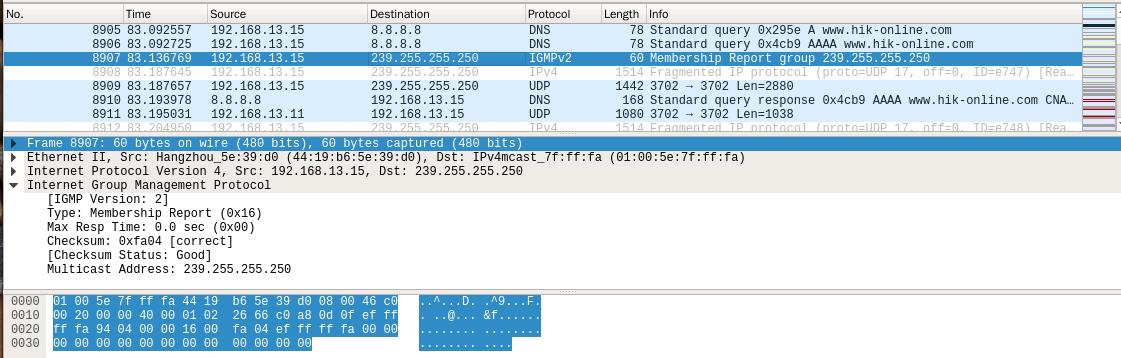 No. Time Source Destination Protocol Length Info
8905 83.092557 192.168.13.15 8.8.8.8 DNS 78 Standard query 0x295e A www.hik-online.com
8906 83.092725 192.168.13.15 8.8.8.8 DNS 78 Standard query 0x4cb9 AAAA www.hik-online.com
8907 83.136769 192.168.13.15 239.255.255.250 IGMPv2 60 Membership Report group 239.255.255.250
8908 83.187645 192.168.13.15 239.255.255.250 IPv4 1514 Fragmented IP protocol (proto=UDP 17, off=0, ID=e747) [Rea…
8909 83.187657 192.168.13.15 239.255.255.250 UDP 1442 3702 → 3702 Len=2880
8910 83.193978 8.8.8.8 192.168.13.15 DNS 168 Standard query response 0x4cb9 AAAA www.hik-online.com CNA…
8911 83.195031 192.168.13.11 239.255.255.250 UDP 1080 3702 → 3702 Len=1038
8912 83.204950 192.168.13.15 239.255.255.250 IPv4 1514 Fragmented IP protocol (proto=UDP 17, off=0, ID=e748) [Rea…
Frame 8907: 60 bytes on wire (480 bits), 60 bytes captured (480 bits)
Ethernet II, Src: Hangzhou_5e:39:d0 (44:19:b6:5e:39:d0), Dst: IPv4mcast_7f:ff:fa (01:00:5e:7f:ff:fa)
Internet Protocol Version 4, Src: 192.168.13.15, Dst: 239.255.255.250
Internet Group Management Protocol
[IGMP Version: 2]
Type: Membership Report (0x16)
Max Resp Time: 0.0 sec (0x00)
Checksum: 0xfa04 [correct]
[Checksum Status: Good]
Multicast Address: 239.255.255.250
0000 01 00 5e 7f ff fa 44 19 b6 5e 39 d0 08 00 46 c0 ..^...D. .^9...F.
0010 00 20 00 00 40 00 01 02 26 66 c0 a8 0d 0f ef ff . ..@... &f......
0020 ff fa 94 04 00 00 16 00 fa 04 ef ff ff fa 00 00 ........ ........
0030 00 00 00 00 00 00 00 00 00 00 00 00 ........ ....